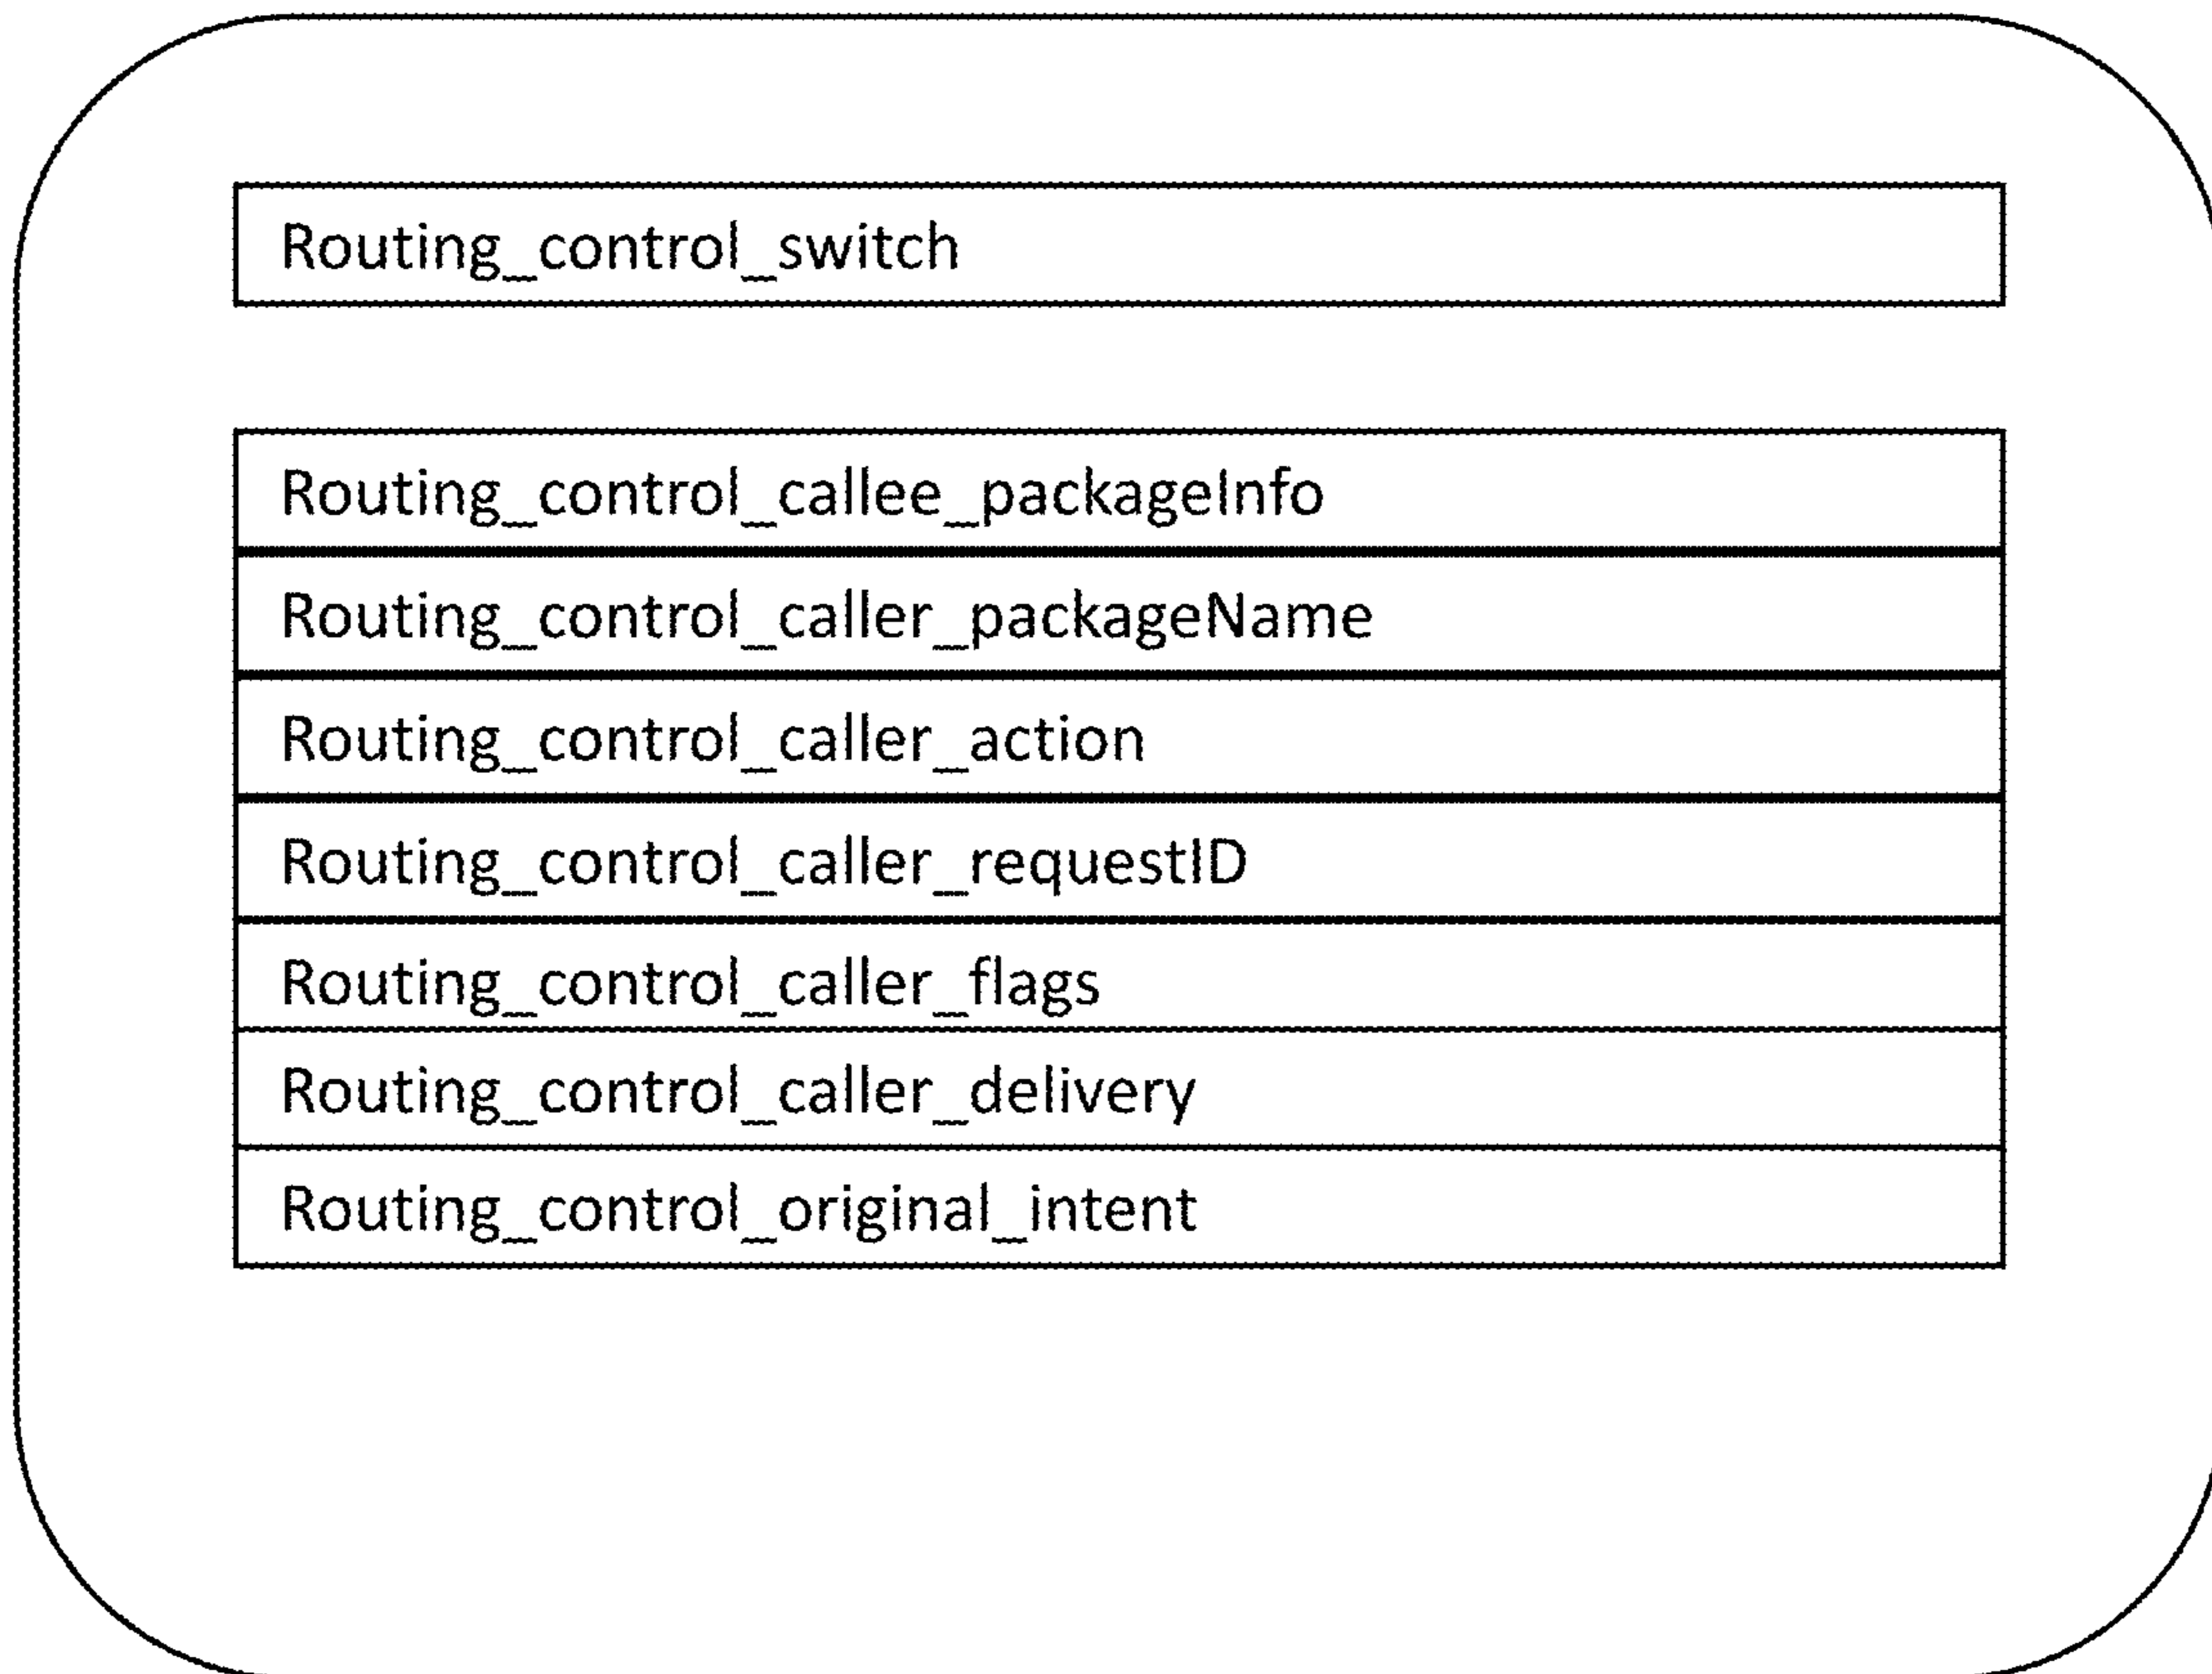 Routing_control_switch
Routing_control_callee_packageInfo
Routing_control_caller_packageName
Routing_control_caller_action
Routing_control_caller_requestID
Routing_control_caller_flags
Routing_control_caller_delivery
Routing_control_original_intent